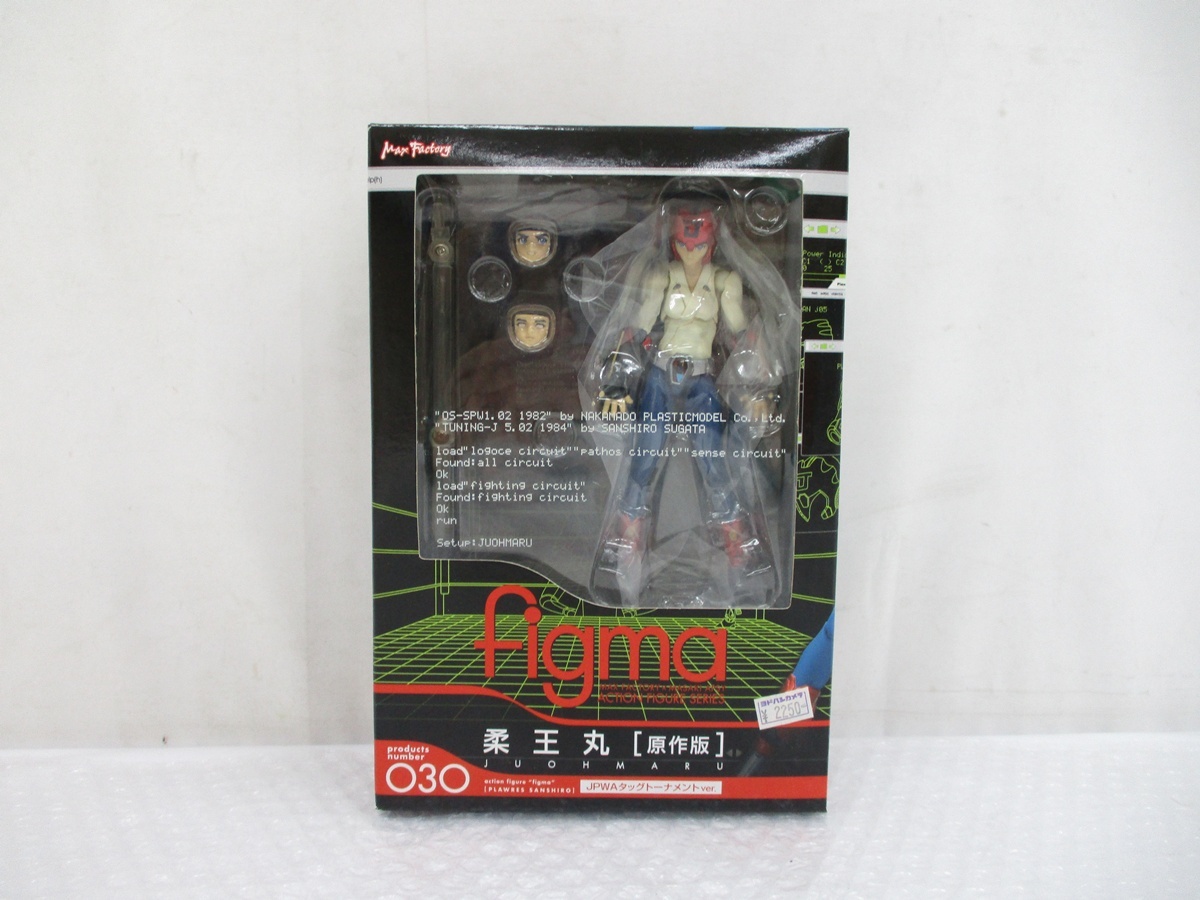 Max Factory
"OS-SPW1.02 1982" by NAKAMADO PLASTICMODEL Co.,Ltd.
"TUNING-J 5.02 1984" by SANSHIRO SUGATA
load"logoce circuit""pathos circuit""sense circuit"
Found:all circuit
Ok
load"fighting circuit"
Found:fighting circuit
Ok
run
Setup:JUOHMARU
figma
ACTION FIGURE SERIES
ヨドバシカメラ
¥ 2250
柔王丸[原作版]
JUOHMARU
products
number
030
action figure "figma"
[PLAWRES SANSHIRO]
JPWAタッグトーナメントver.